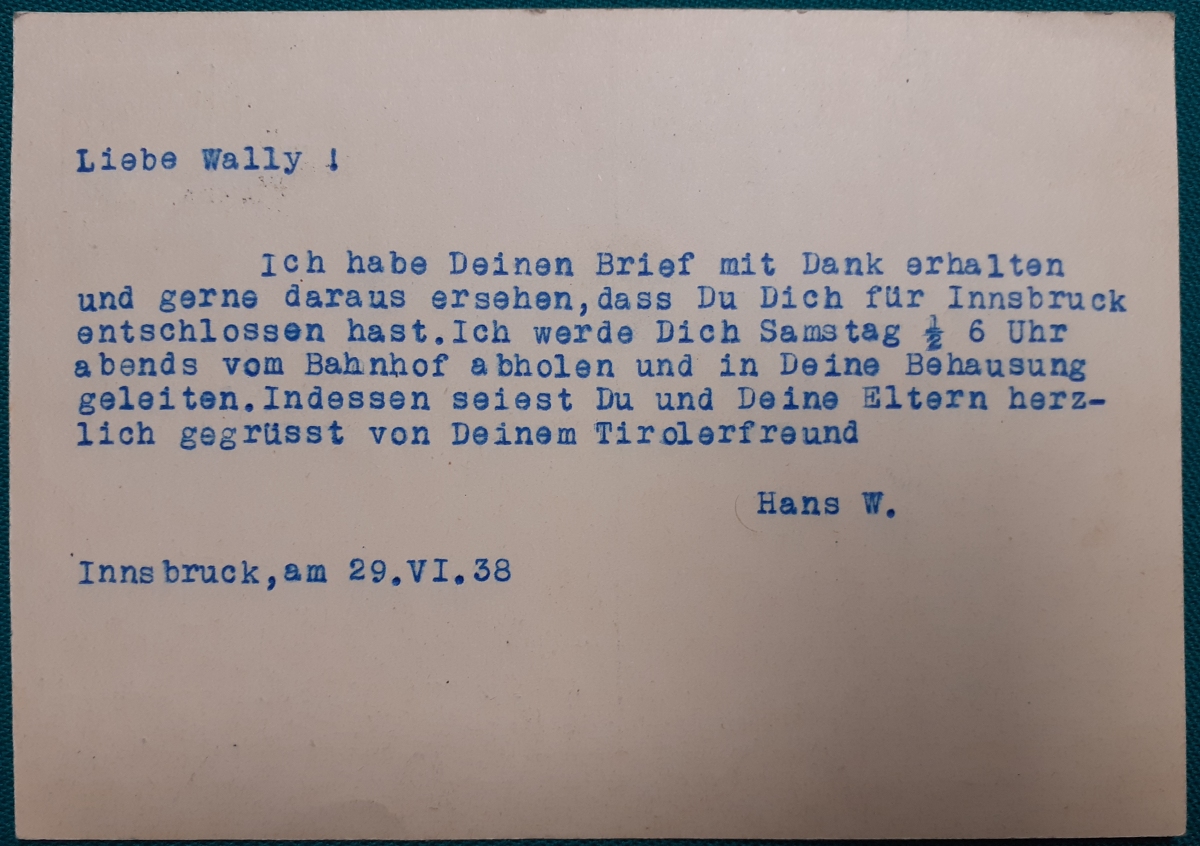 Liebe Wally !
Ich habe Deinen Brief mit Dank erhalten
und gerne daraus ersehen,dass Du Dich für Innsbruck
entschlossen hast.Ich werde Dich Samstag ½ 6 Uhr
abends vom Bahnhof abholen und in Deine Behausung
geleiten.Indessen seiest Du und Deine Eltern herz-
lich gegrüsst von Deinem Tirolerfreund
Hans W.
Innsbruck,am 29.VI.38